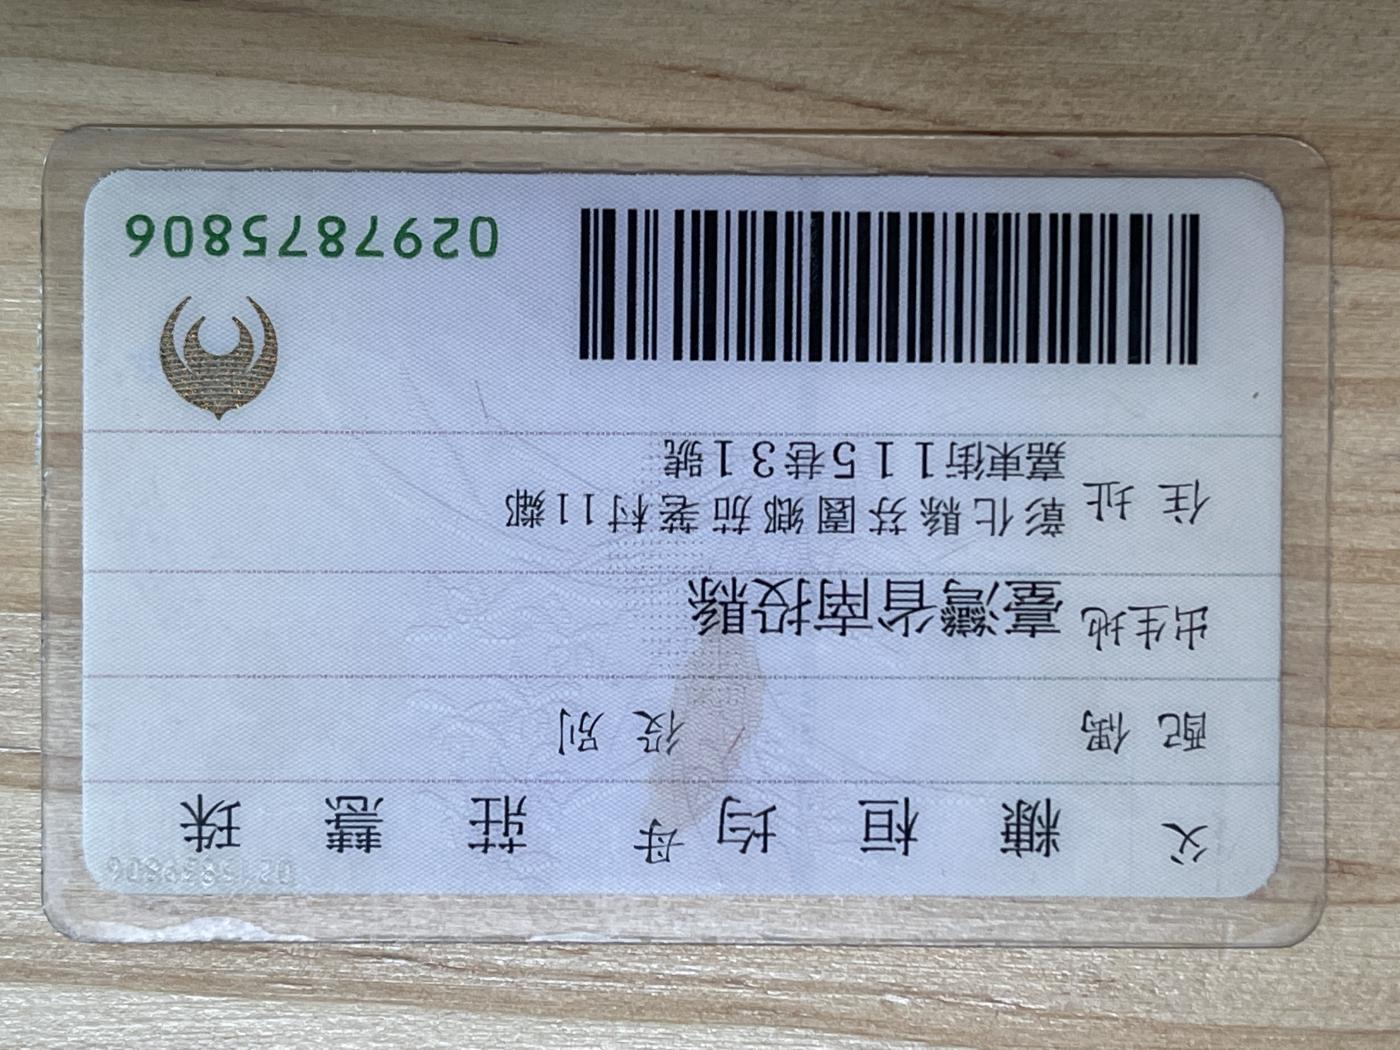 父 糠桓均 母 莊慧珠
配偶 役別
出生地 臺灣省南投縣
住址 彰化縣芬園鄉茄荖村11鄰
嘉東街115巷31號
0297875806